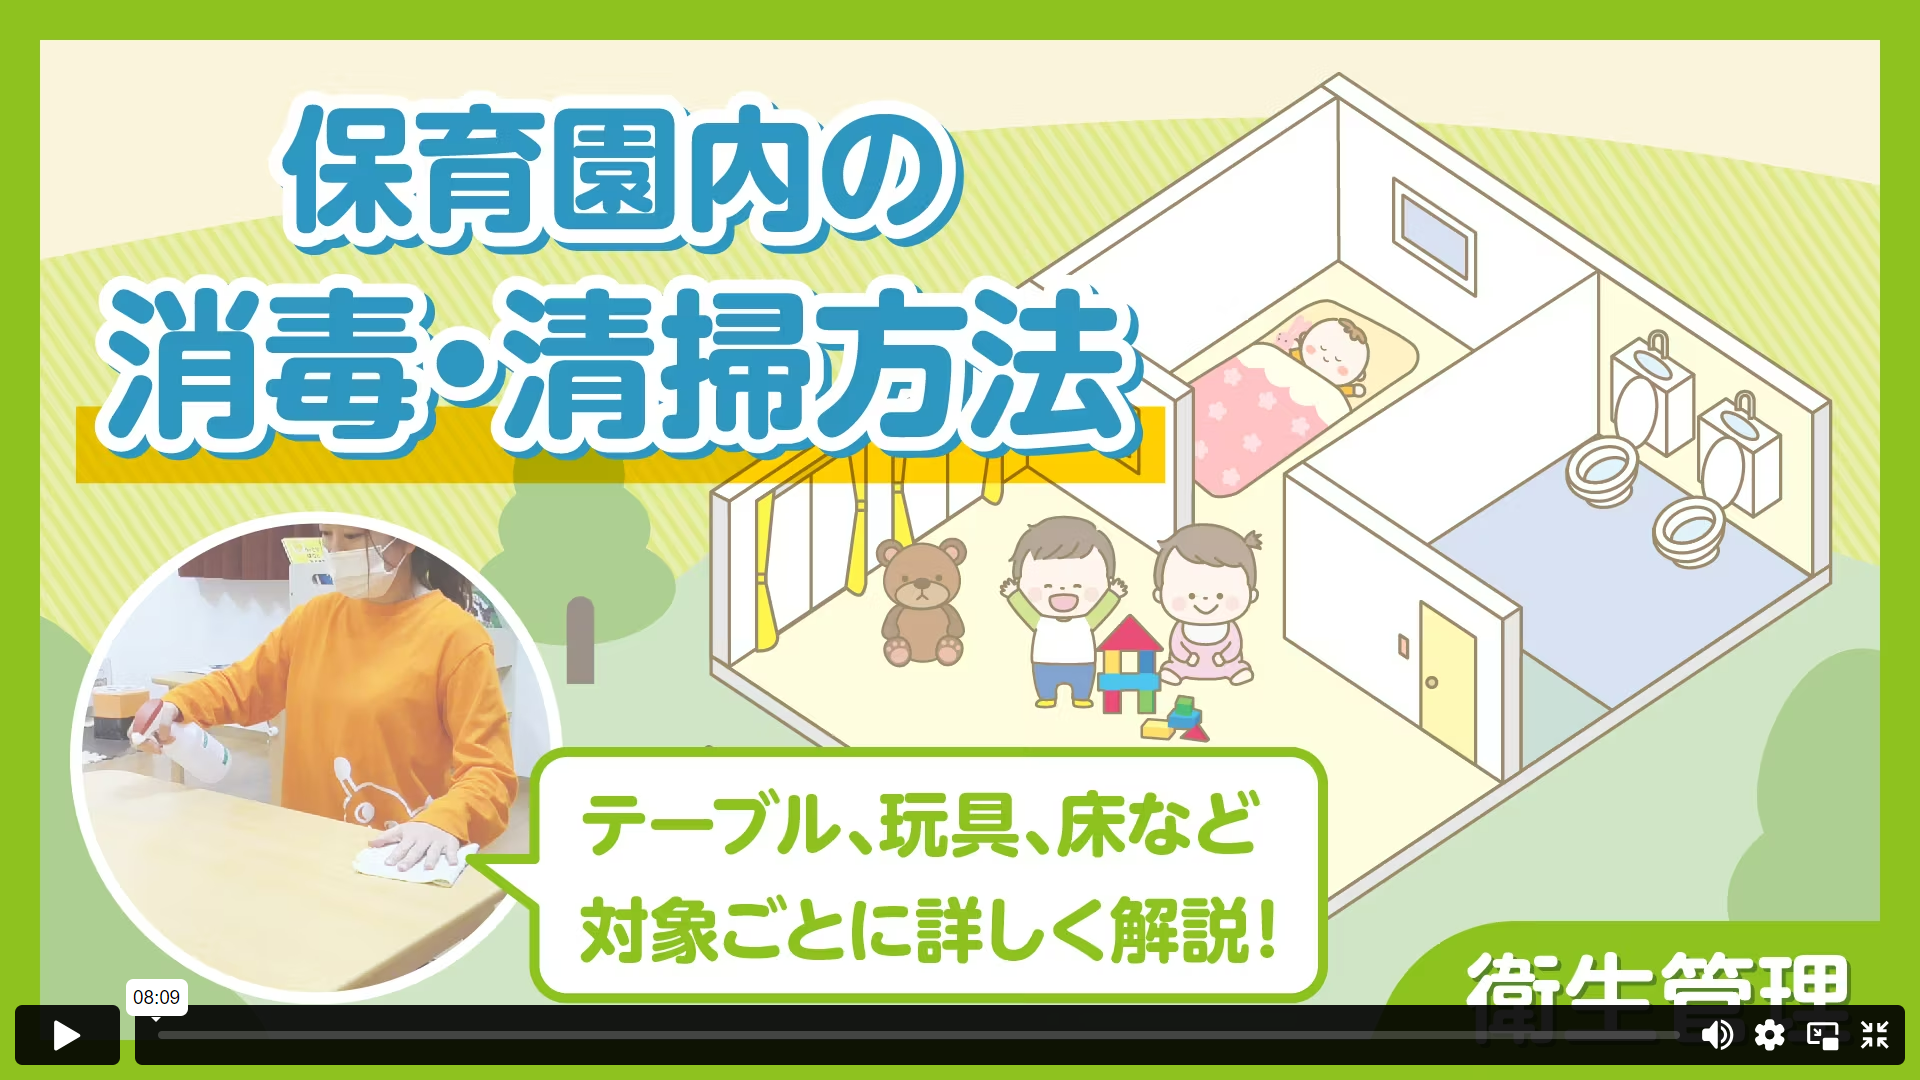 保育園内の
消毒・清掃方法
テーブル、玩具、床など
対象ごとに詳しく解説!
衛生管理
08:09